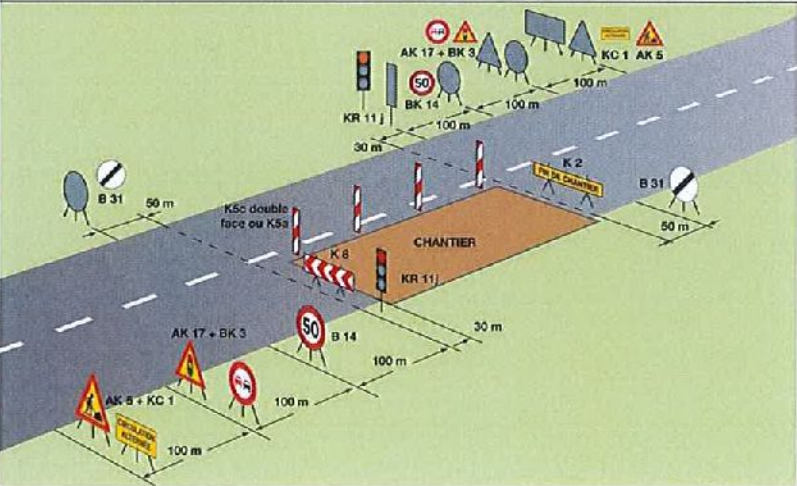 CIRCULATION
ALTERNÉE
AK 17 + BK 3
KC 1
AK 5
100 m
50
BK 14
100 m
KR 11 j
100 m
30 m
B 31
50 m
K 2
FIN DE CHANTIER
B 31
50 m
K5c double
face ou K5a
CHANTIER
K 8
KR 11j
30 m
AK 17 + BK 3
50
B 14
100 m
100 m
AK 5 + KC 1
CIRCULATION
ALTERNÉE
100 m